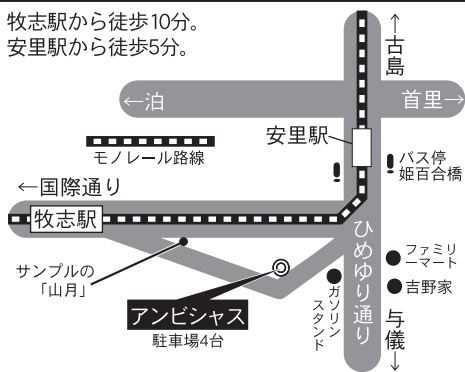 牧志駅から徒歩10分。
安里駅から徒歩5分。
↑古島
←泊
首里→
安里駅
モノレール路線
バス停
姫百合橋
←国際通り
牧志駅
ひめゆり通り
サンプルの
「山月」
ファミリ
ーマート
吉野家
ガソリン
スタンド
アンビシャス
駐車場4台
与儀↓